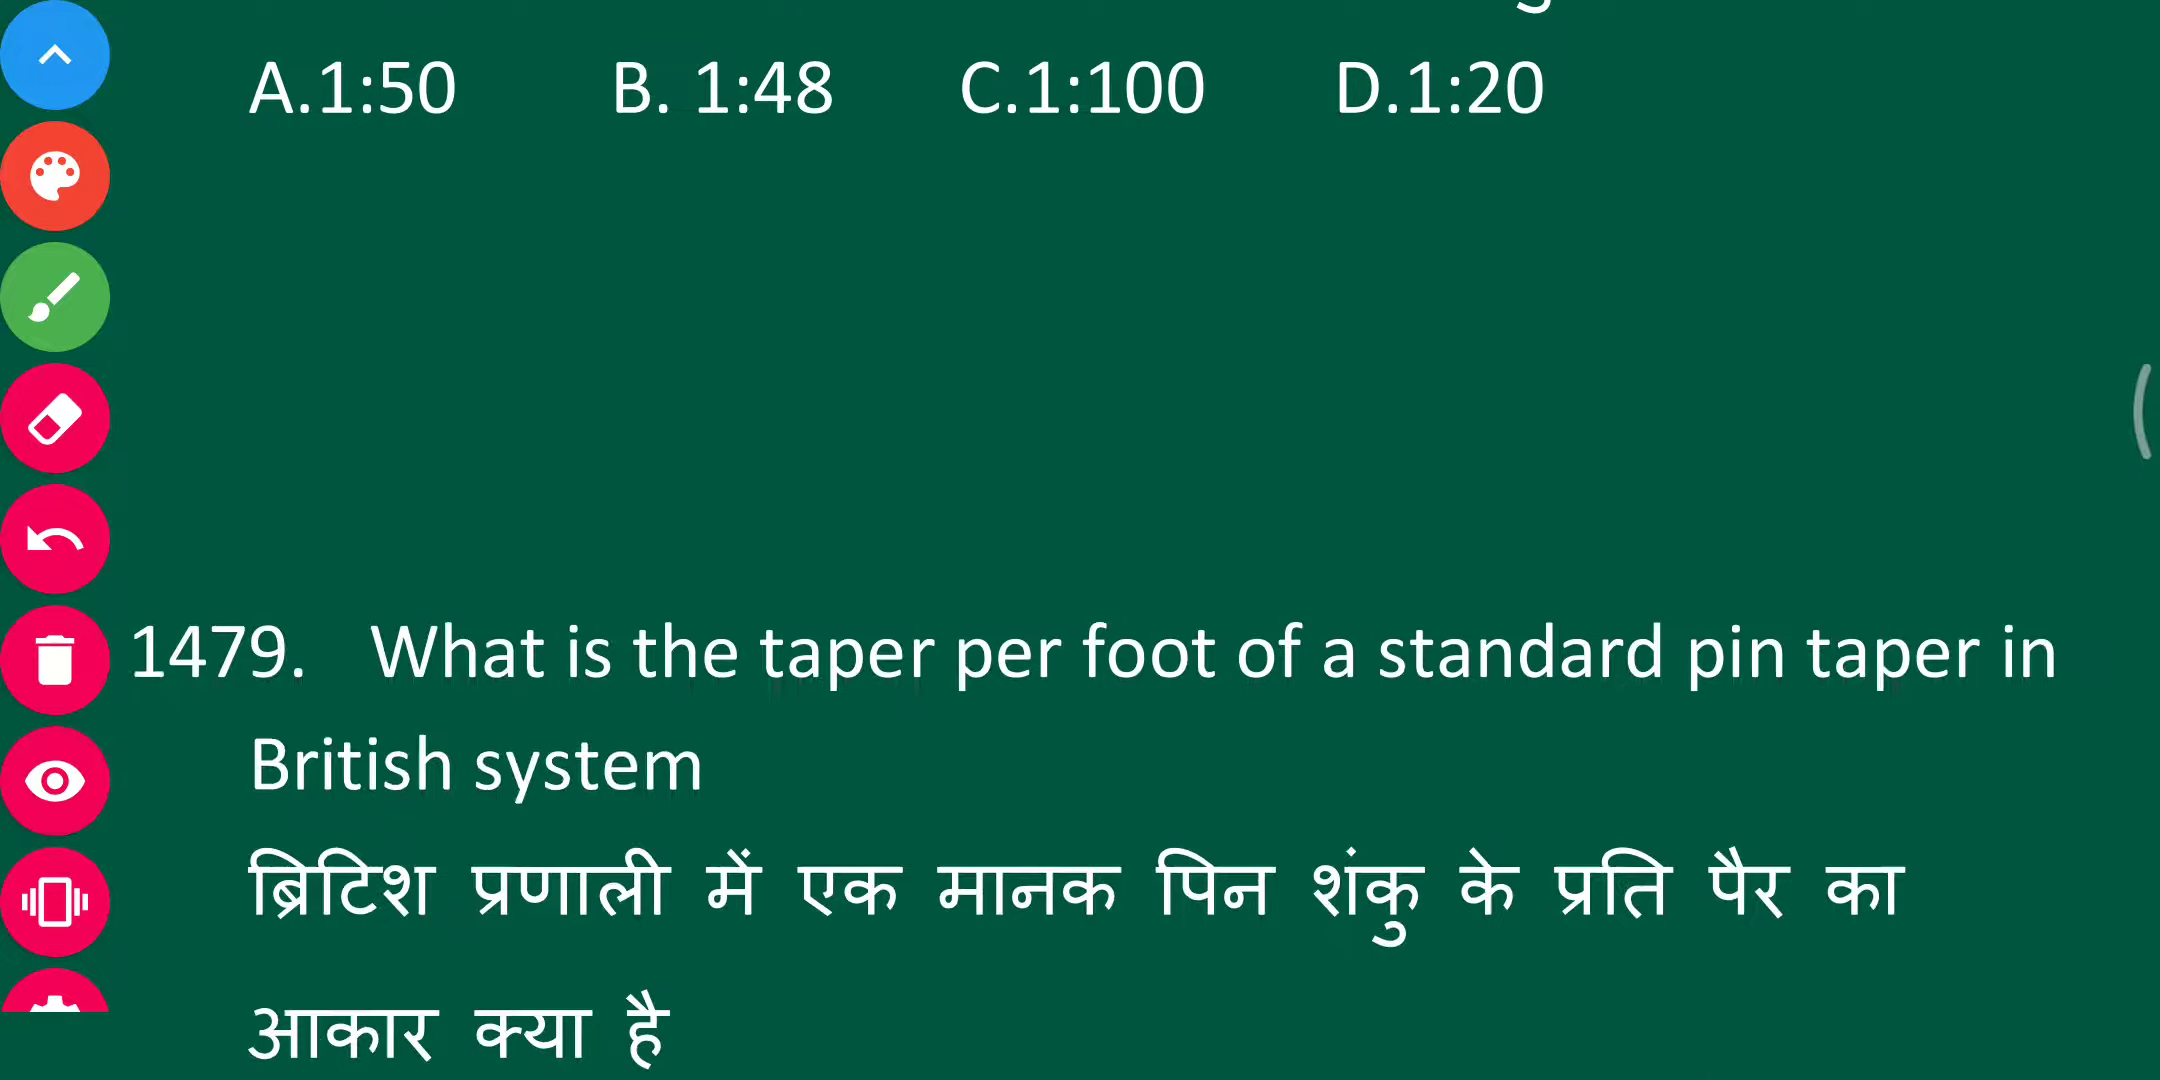 A.1:50 B. 1:48 C.1:100 D.1:20
1479. What is the taper per foot of a standard pin taper in
British system
ब्रिटिश प्रणाली में एक मानक पिन शंकु के प्रति पैर का
आकार क्या है